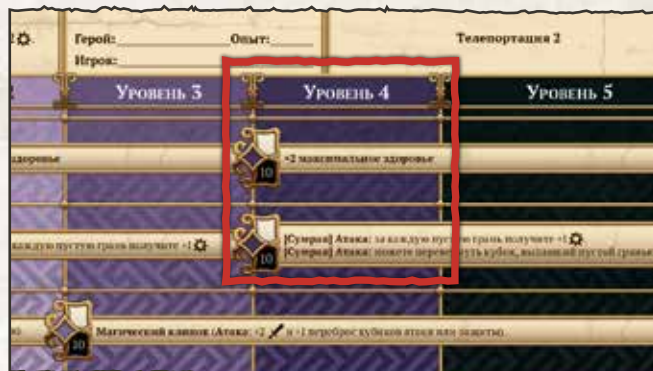 2
Герой: Опыт:
Игрок:
Телепортация 2
Уровень 3
Уровень 4
Уровень 5
здоровье
+2 максимальное здоровье
10
каждую пустую грань получите +1
[Сумрак] Атака: за каждую пустую грань получите +1
[Сумрак] Атака: можете перевернуть кубик, выпавший пустой гранью
10
Магический клинок (Атака: +2 и +1 переброс кубиков атаки или защиты).
10